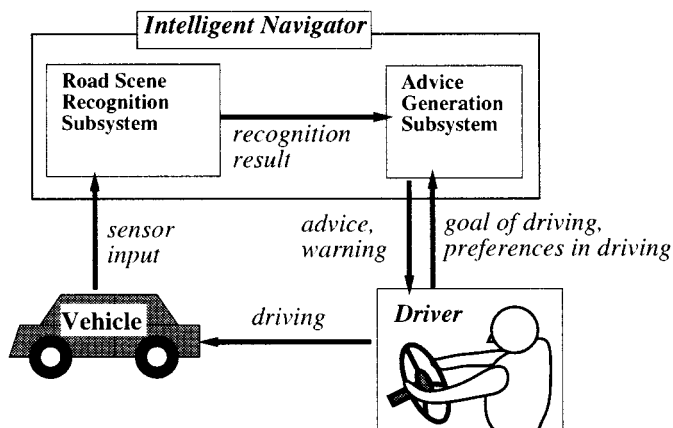 Intelligent Navigator
Road Scene
Recognition
Subsystem
Advice
Generation
Subsystem
recognition
result
sensor
input
advice,
warning
goal of driving,
preferences in driving
Vehicle
driving
Driver